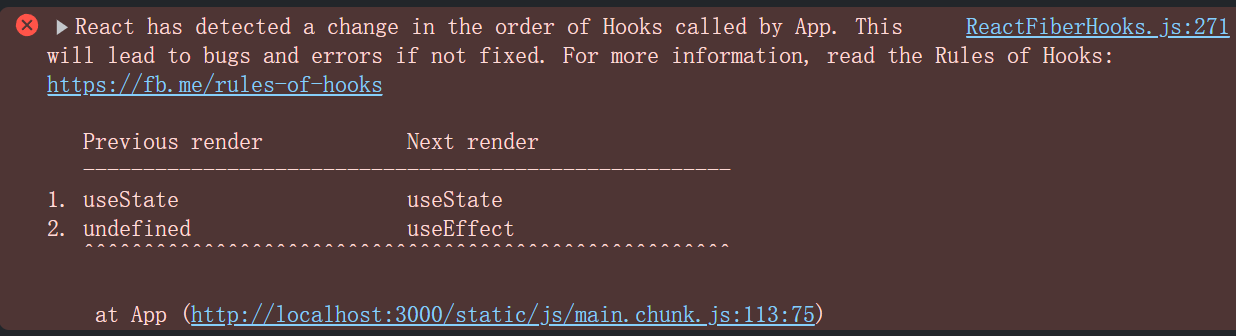 React has detected a change in the order of Hooks called by App. This ReactFiberHooks.js:271
will lead to bugs and errors if not fixed. For more information, read the Rules of Hooks:
https://fb.me/rules-of-hooks
Previous render Next render
------------------------------------------------------
1. useState useState
2. undefined useEffect
^^^^^^^^^^^^^^^^^^^^^^^^^^^^^^^^^^^^^^^^^^^^^^^^^^^^^^
at App (http://localhost:3000/static/js/main.chunk.js:113:75)